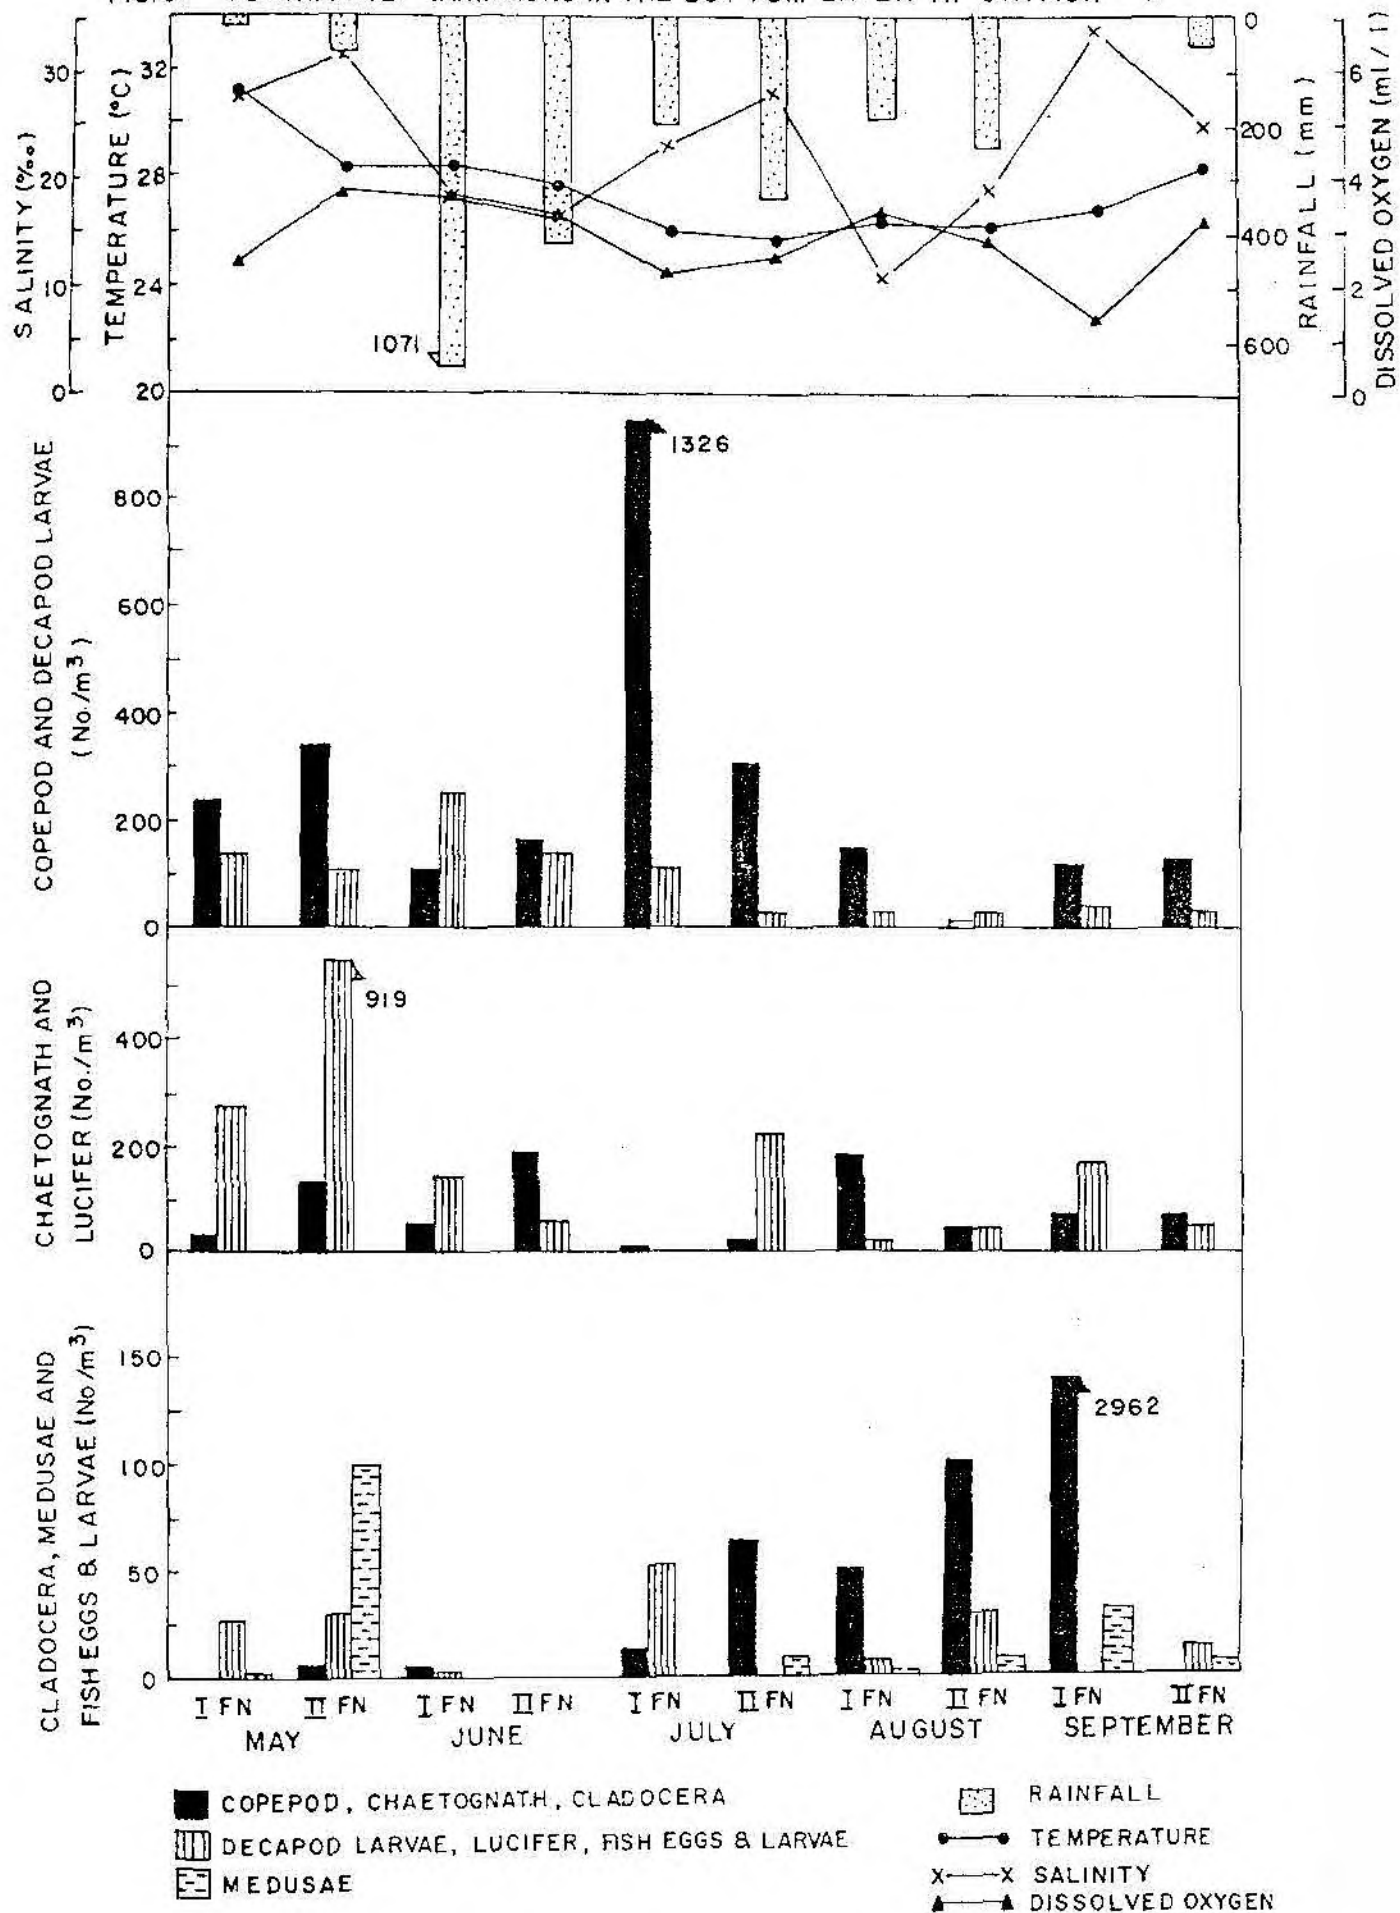 VARIATIONS IN THE BOTTOM
SALINITY (‰)
30
20
10
0
TEMPERATURE (°C)
32
28
24
20
1071
0
200
400
600
RAINFALL (mm)
6
4
2
0
DISSOLVED OXYGEN (ml/l)
COPEPOD AND DECAPOD LARVAE
(No./m³)
800
600
400
200
0
1326
CHAETOGNATH AND
LUCIFER (No./m³)
400
200
0
919
CLADOCERA, MEDUSAE AND
FISH EGGS & LARVAE (No/m³)
150
100
50
0
2962
I FN II FN I FN II FN I FN II FN I FN II FN I FN II FN
MAY JUNE JULY AUGUST SEPTEMBER
COPEPOD, CHAETOGNATH, CLADOCERA
DECAPOD LARVAE, LUCIFER, FISH EGGS & LARVAE
MEDUSAE
RAINFALL
TEMPERATURE
X X SALINITY
DISSOLVED OXYGEN